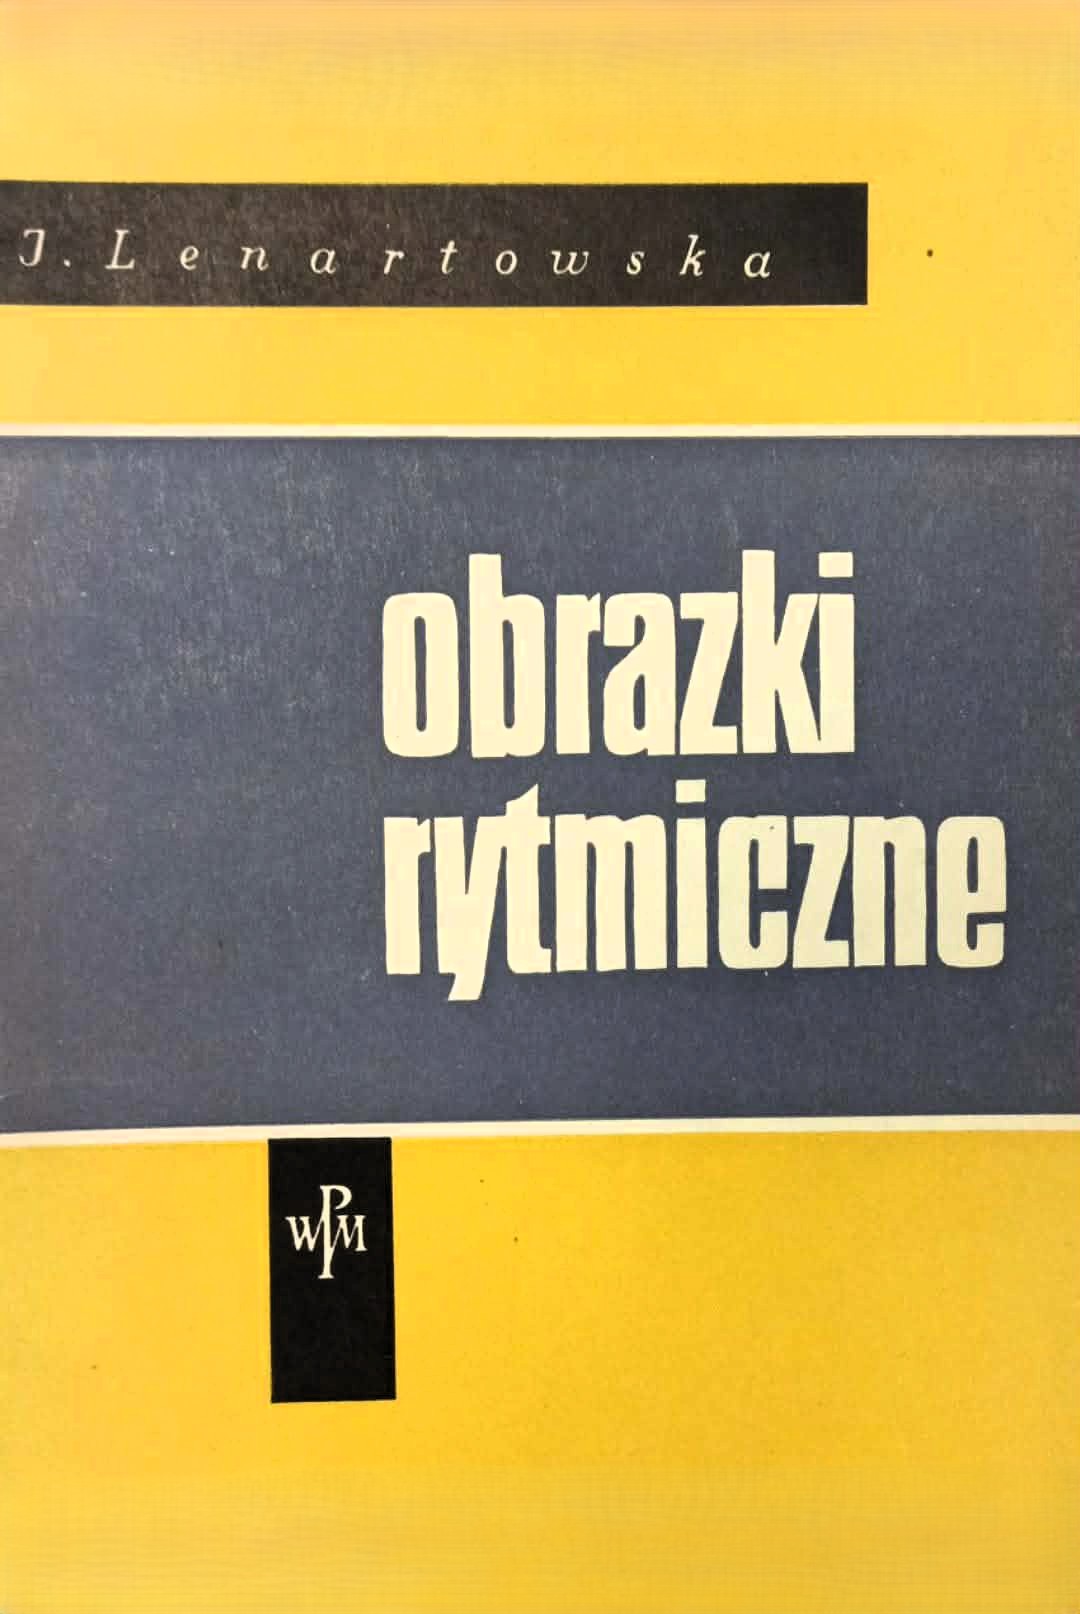 J. Lenartowska
obrazki
rytmiczne
WPM